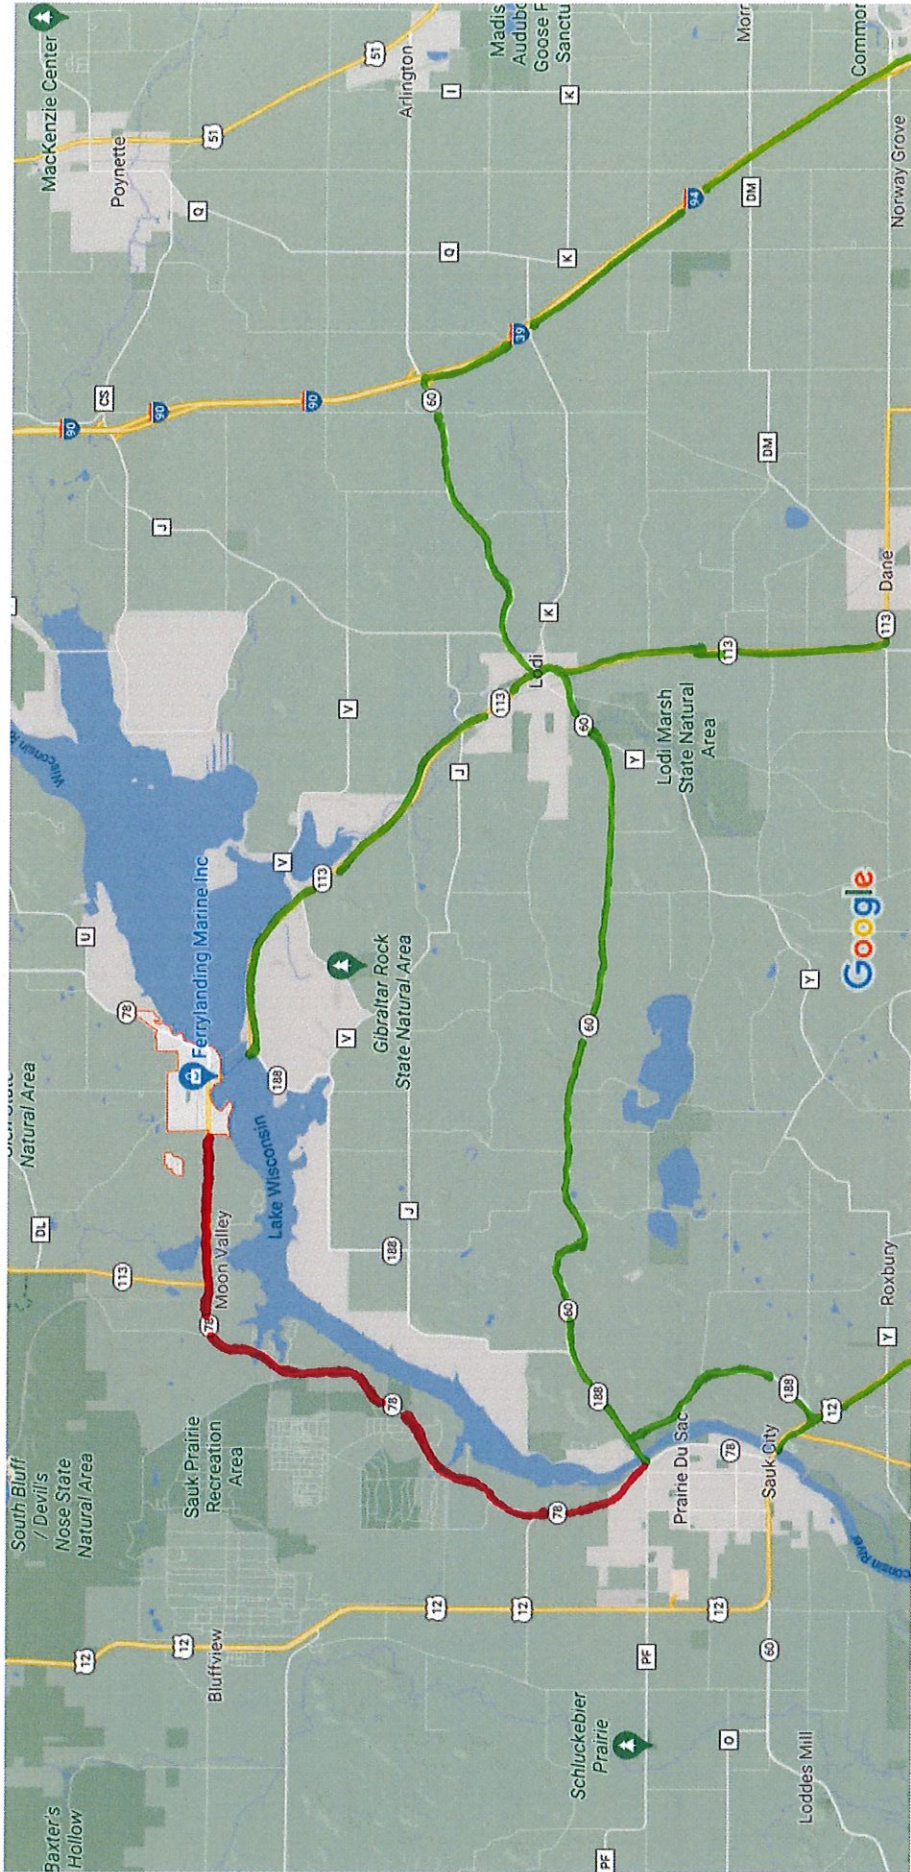 Baxter's
Hollow
South Bluff
/ Devil's
Nose State
Natural Area
Natural Area
DL
Wisconsin R
MacKenzie Center
12
U
90
CS
113
78
Poynette
12
J
90
Q
51
Bluffview
Sauk Prairie
Recreation
Area
78
Moon Valley
Ferrylanding Marine Inc
Lake Wisconsin
188
V
113
90
V
V
51
Gibraltar Rock
State Natural Area
78
188
J
Arlington
12
J
60
Q
I
12
78
113
39
Lodi
K
Madis
Audubo
Goose P
Sanctu
K
K
60
60
60
188
Schluckebier
Prairie
PF
PF
Y
Lodi Marsh
State Natural
Area
Prairie Du Sac
94
12
O
78
113
DM
Morr
Sauk City
60
188
DM
Loddes Mill
12
Y
Google
Common
consin River
Roxbury
Y
113
Dane
Norway Grove